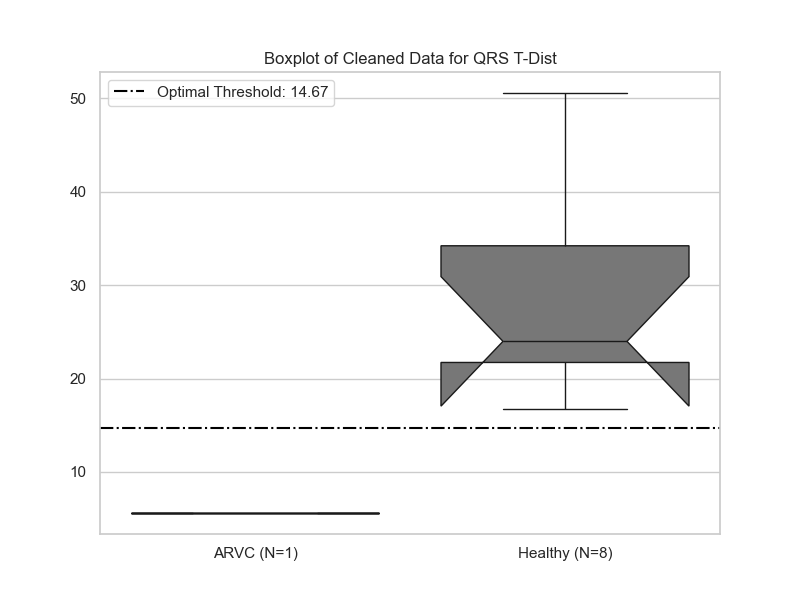 Boxplot of Cleaned Data for QRS T-Dist
Optimal Threshold: 14.67
50
40
30
20
10
ARVC (N=1)
Healthy (N=8)